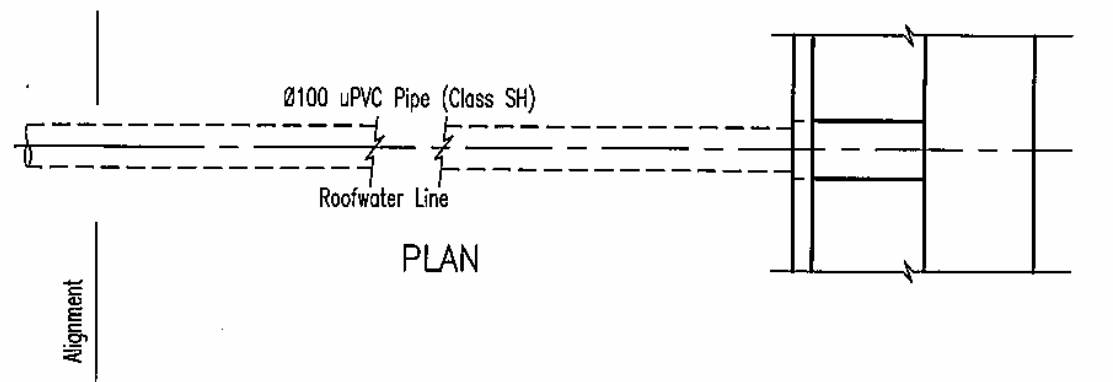 Ø100 uPVC Pipe (Class SH)
Roofwater Line
PLAN
Alignment